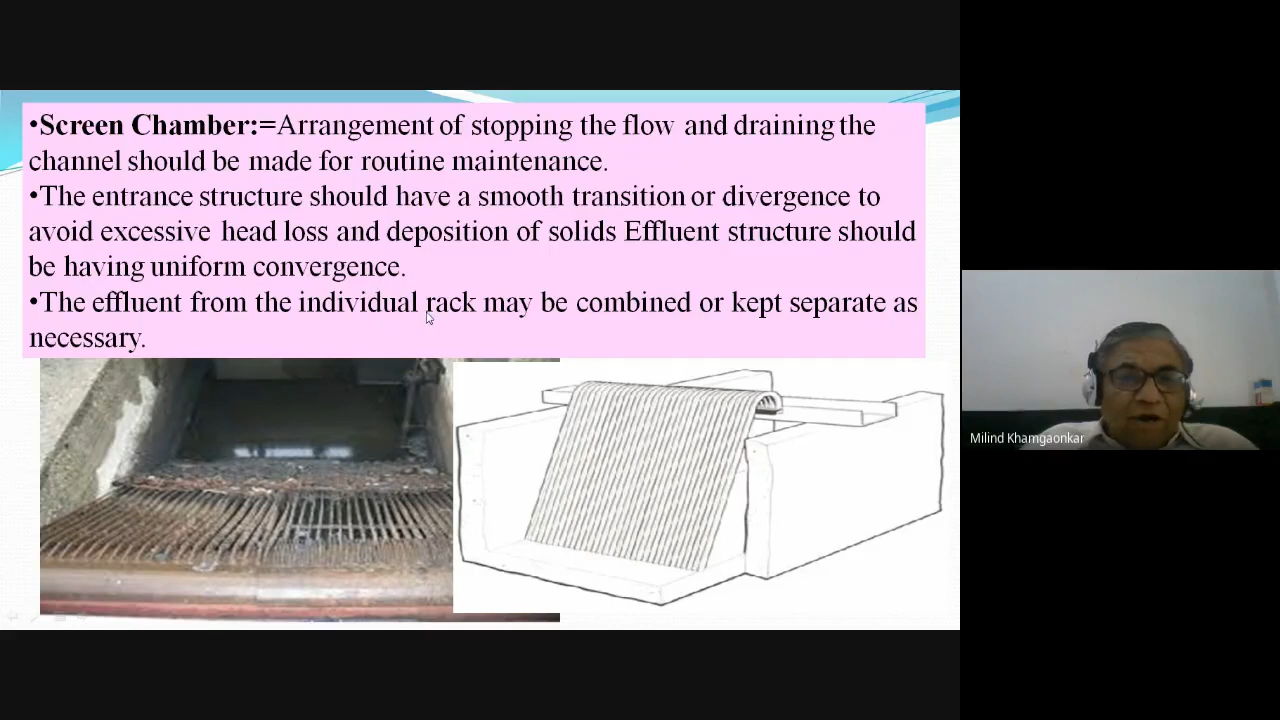 •Screen Chamber:=Arrangement of stopping the flow and draining the
channel should be made for routine maintenance.
•The entrance structure should have a smooth transition or divergence to
avoid excessive head loss and deposition of solids Effluent structure should
be having uniform convergence.
•The effluent from the individual rack may be combined or kept separate as
necessary.
Milind Khamgaonkar